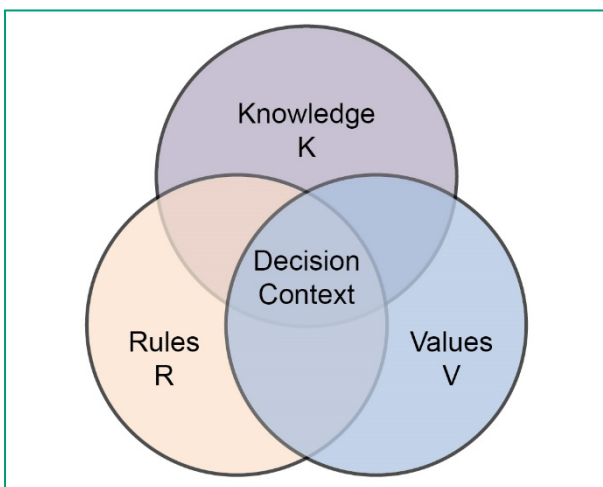 Knowledge
K
Decision
Context
Rules
R
Values
V